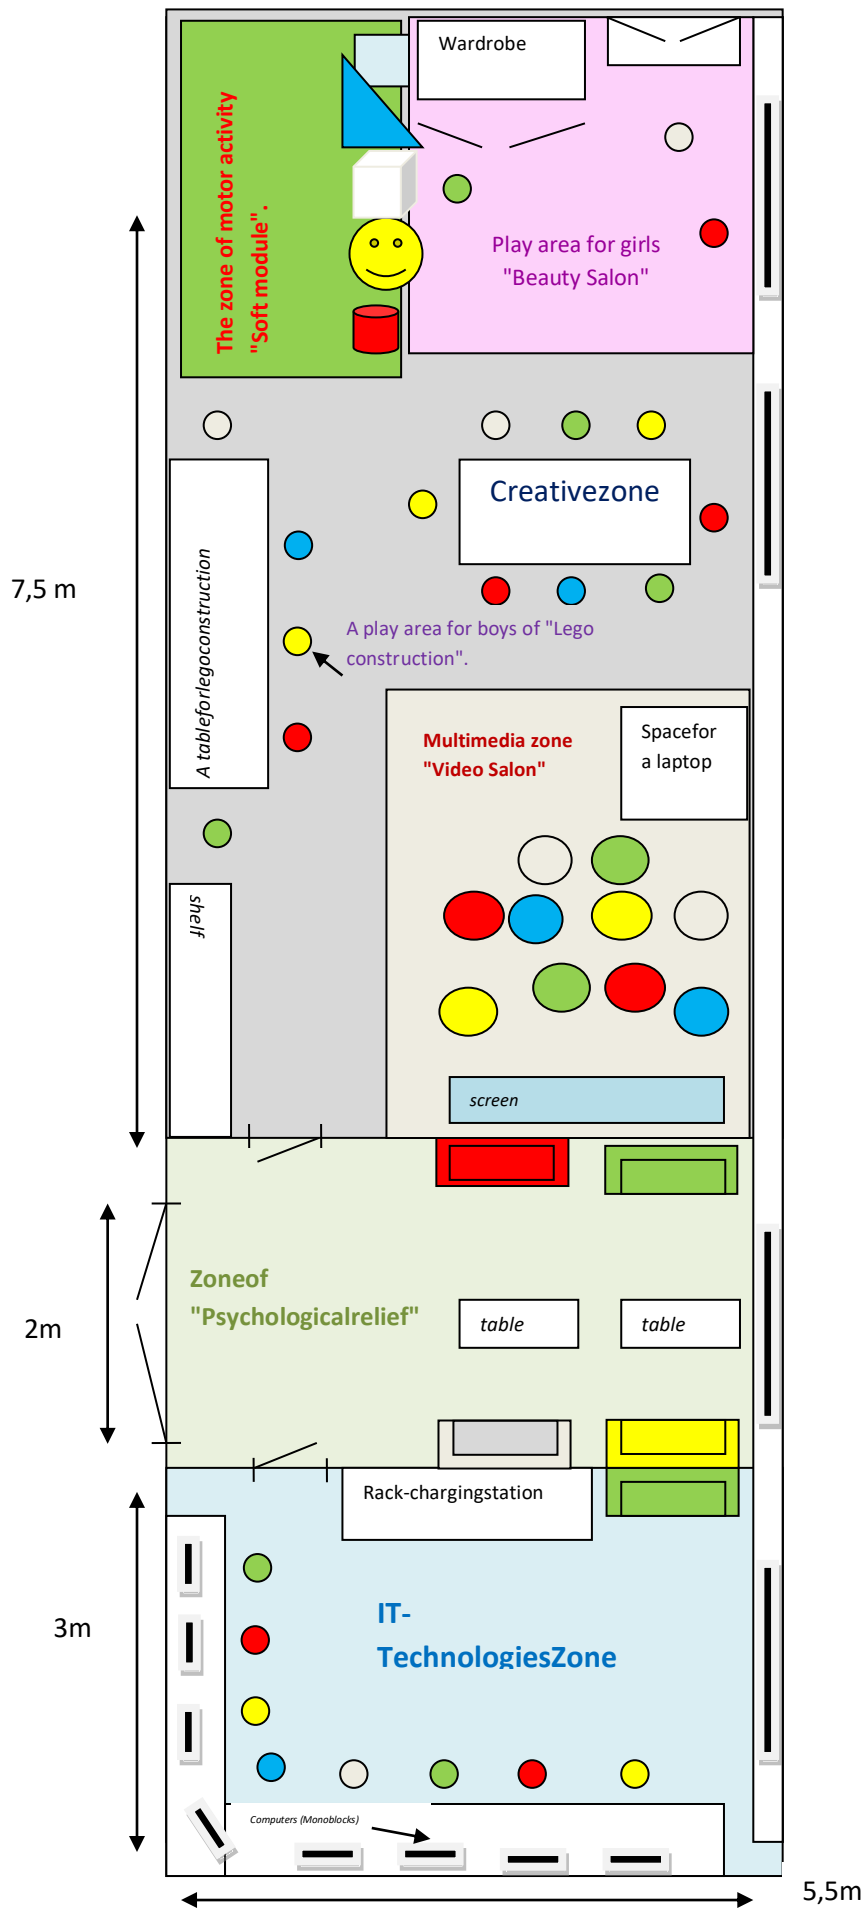 Wardrobe
The zone of motor activity
"Soft module".
Play area for girls
"Beauty Salon"
Creativezone
A tableforlegoconstruction
7,5 m
A play area for boys of "Lego
construction".
Multimedia zone
"Video Salon"
Spacefor
a laptop
shelf
screen
Zoneof
"Psychologicalrelief"
table
table
2m
Rack-chargingstation
3m
IT-
TechnologiesZone
Computers (Monoblocks)
5,5m